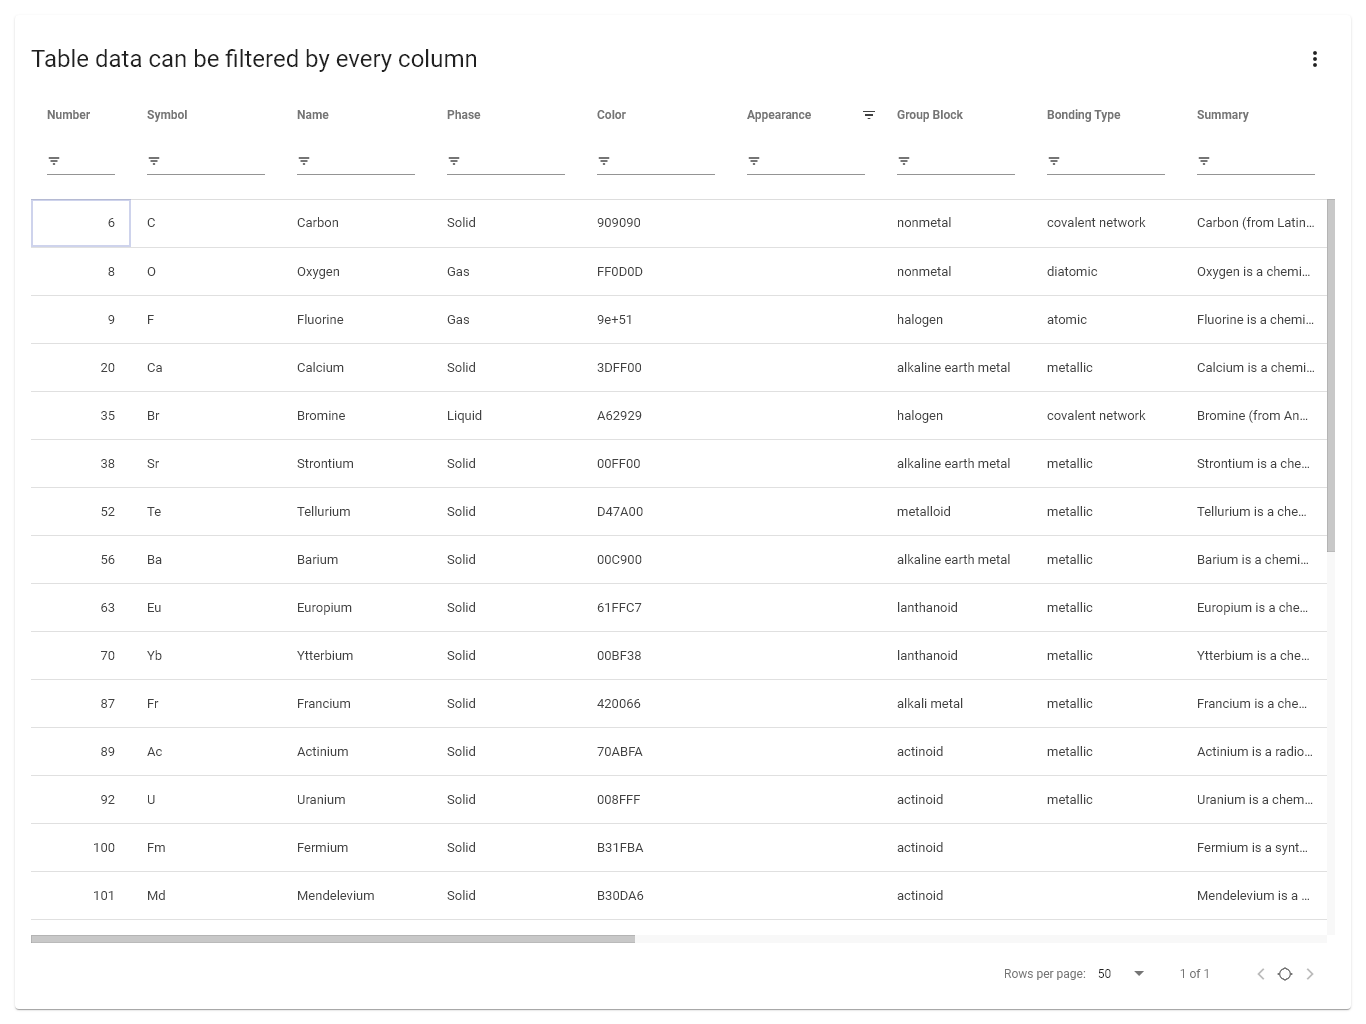 Table data can be filtered by every column
Number Symbol Name Phase Color Appearance Group Block Bonding Type Summary
6 C Carbon Solid 909090 nonmetal covalent network Carbon (from Latin…
8 O Oxygen Gas FF0D0D nonmetal diatomic Oxygen is a chemi…
9 F Fluorine Gas 9e+51 halogen atomic Fluorine is a chemi…
20 Ca Calcium Solid 3DFF00 alkaline earth metal metallic Calcium is a chemi…
35 Br Bromine Liquid A62929 halogen covalent network Bromine (from An…
38 Sr Strontium Solid 00FF00 alkaline earth metal metallic Strontium is a che…
52 Te Tellurium Solid D47A00 metalloid metallic Tellurium is a che…
56 Ba Barium Solid 00C900 alkaline earth metal metallic Barium is a chemi…
63 Eu Europium Solid 61FFC7 lanthanoid metallic Europium is a che…
70 Yb Ytterbium Solid 00BF38 lanthanoid metallic Ytterbium is a che…
87 Fr Francium Solid 420066 alkali metal metallic Francium is a che…
89 Ac Actinium Solid 70ABFA actinoid metallic Actinium is a radio…
92 U Uranium Solid 008FFF actinoid metallic Uranium is a chem…
100 Fm Fermium Solid B31FBA actinoid Fermium is a synt…
101 Md Mendelevium Solid B30DA6 actinoid Mendelevium is a …
Rows per page: 50 1 of 1